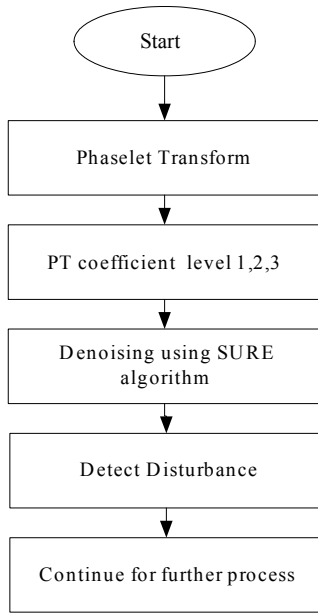 Start
Phaselet Transform
PT coefficient level 1,2,3
Denoising using SURE
algorithm
Detect Disturbance
Continue for further process